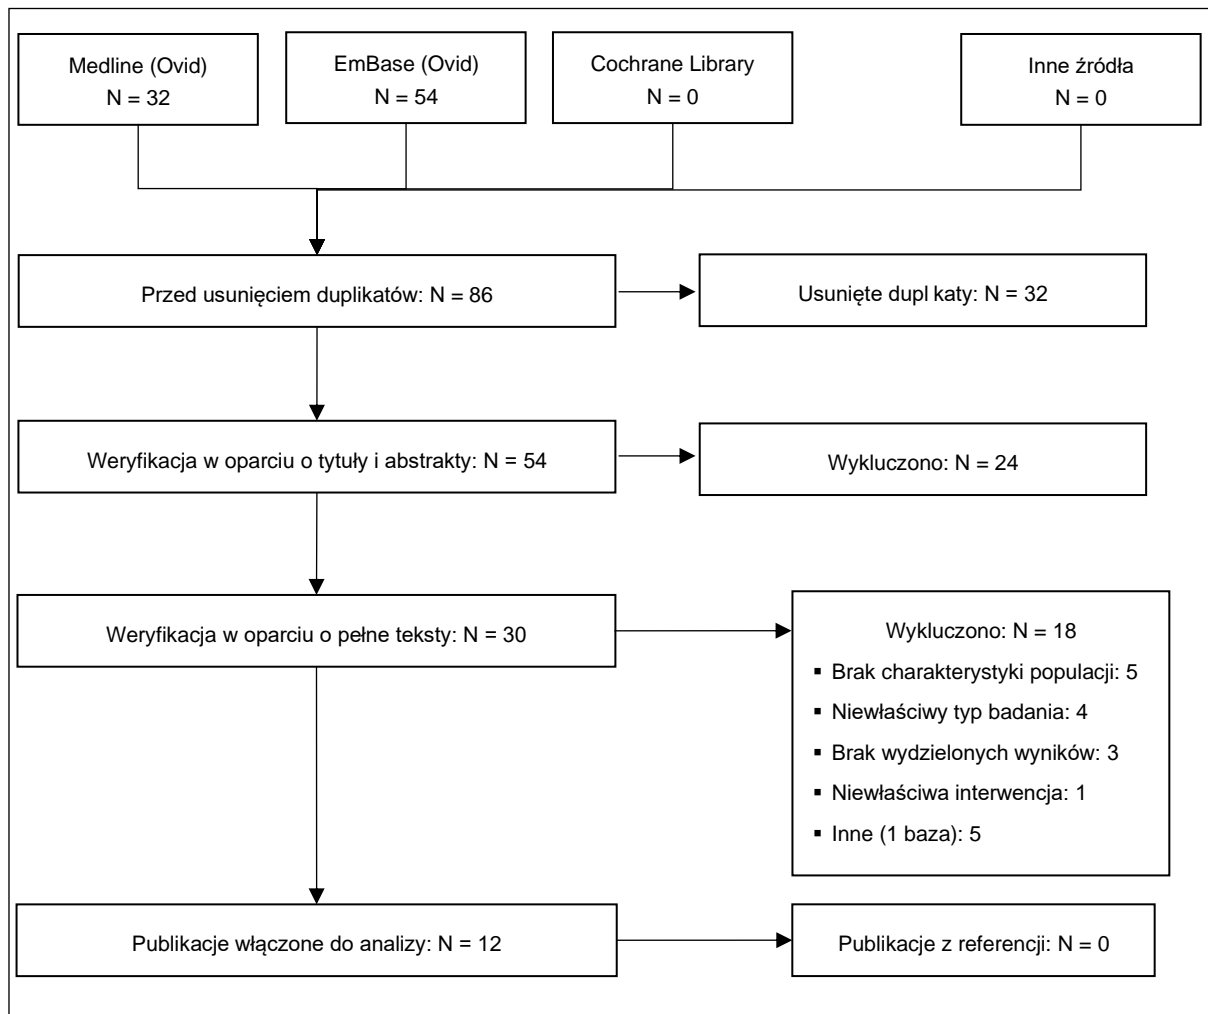 Medline (Ovid)
N = 32
EmBase (Ovid)
N = 54
Cochrane Library
N = 0
Inne źródła
N = 0
Przed usunięciem duplikatów: N = 86
Usunięte dupl katy: N = 32
Weryfikacja w oparciu o tytuły i abstrakty: N = 54
Wykluczono: N = 24
Weryfikacja w oparciu o pełne teksty: N = 30
Wykluczono: N = 18
▪ Brak charakterystyki populacji: 5
▪ Niewłaściwy typ badania: 4
▪ Brak wydzielonych wyników: 3
▪ Niewłaściwa interwencja: 1
▪ Inne (1 baza): 5
Publikacje włączone do analizy: N = 12
Publikacje z referencji: N = 0